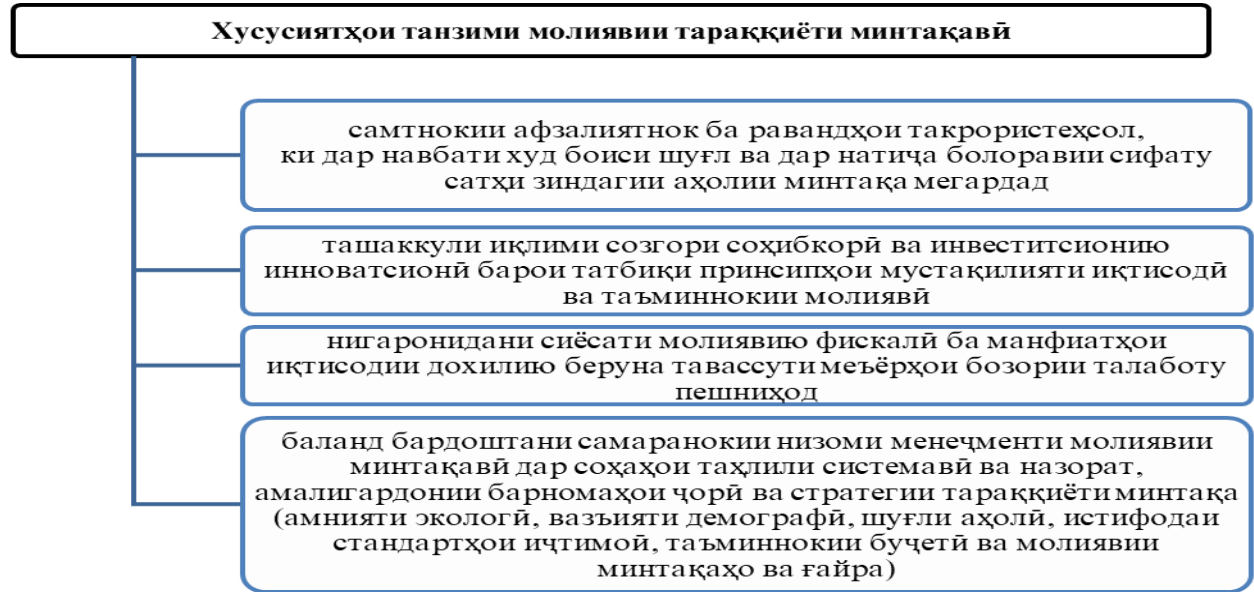 Хусусиятҳои танзими молиявии тараққиёти минтақавӣ
самтнокии афзалиятнок ба равандҳои такрористеҳсол,
ки дар навбати худ боиси шуғл ва дар натиҷа болоравии сифату
сатҳи зиндагии аҳолии минтақа мегардад
ташаккули иқлими созгори соҳибкорӣ ва инвеститсионию
инноватсионӣ барои татбиқи принсипҳои мустақилияти иқтисодӣ
ва таъминнокии молиявӣ
нигаронидани сиёсати молиявию фискалӣ ба манфиатҳои
иқтисодии дохилию беруна тавассути меъёрҳои бозории талаботу
пешниҳод
баланд бардоштани самаранокии низоми менеҷменти молиявии
минтақавӣ дар соҳаҳои таҳлили системавӣ ва назорат,
амалигардонии барномаҳои ҷорӣ ва стратегии тараққиёти минтақа
(амнияти экологӣ, вазъияти демографӣ, шуғли аҳолӣ, истифодаи
стандартҳои иҷтимоӣ, таъминнокии буҷетӣ ва молиявии
минтақаҳо ва ғайра)